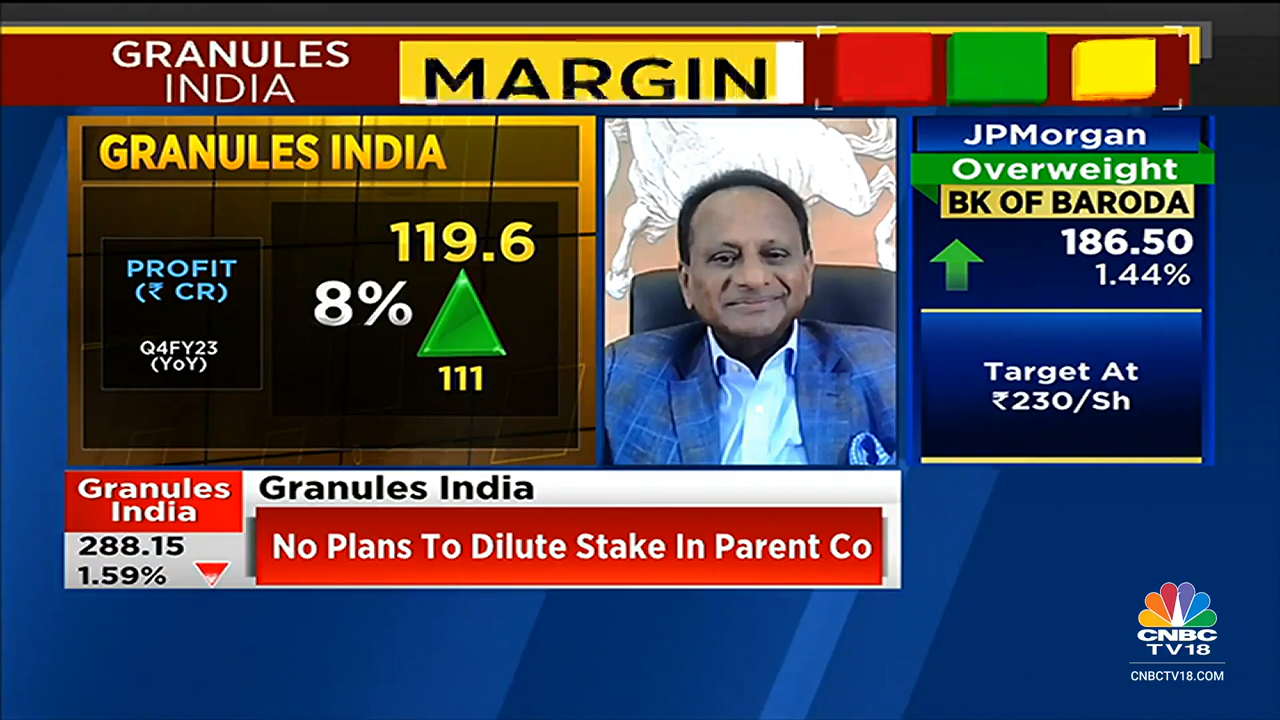 GRANULES
INDIA
MARGIN
GRANULES INDIA
PROFIT
(₹ CR)
Q4FY23
(YoY)
119.6
8%
111
JPMorgan
Overweight
BK OF BARODA
186.50
1.44%
Target At
₹230/Sh
Granules
India
288.15
1.59%
Granules India
No Plans To Dilute Stake In Parent Co
CNBC
TV18
CNBCTV18.COM